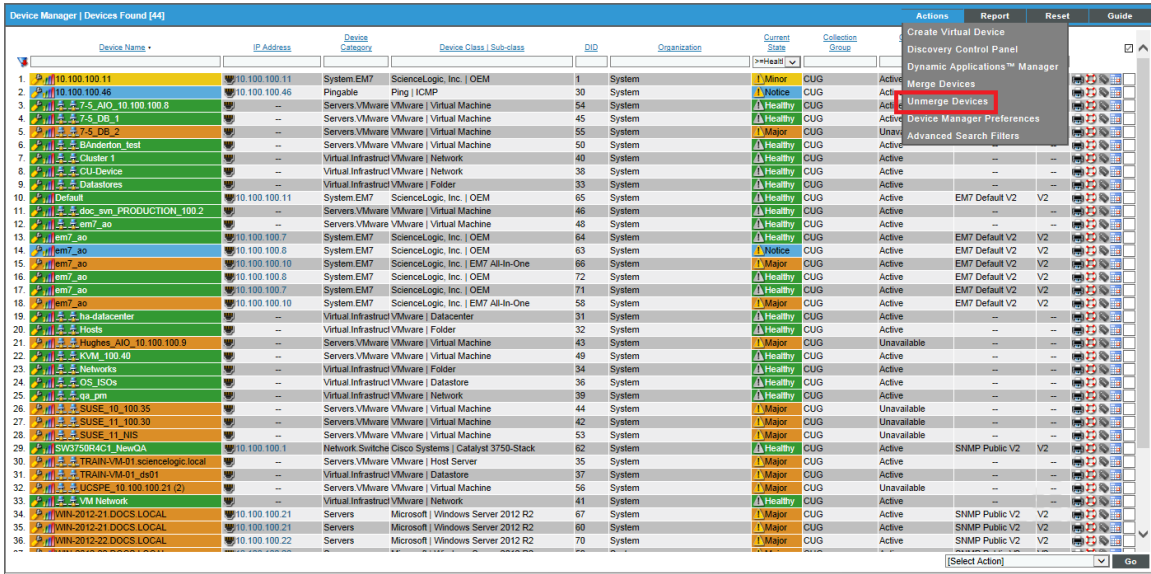 Device Manager | Devices Found [44] Actions Report Reset Guide
Create Virtual Device
Discovery Control Panel
Dynamic Applications™ Manager
Merge Devices
Unmerge Devices
Device Manager Preferences
Advanced Search Filters
Device Name • IP Address Device Category Device Class | Sub-class DID Organization Current State Collection Group
>=Healtl
1. 10.100.100.11 10.100.100.11 System.EM7 ScienceLogic, Inc. | OEM 1 System Minor CUG Active
2. 10.100.100.46 10.100.100.46 Pingable Ping | ICMP 30 System Notice CUG Active
3. 7-5_AIO_10.100.100.8 -- Servers.VMware VMware | Virtual Machine 54 System Healthy CUG Active
4. 7-5_DB_1 -- Servers.VMware VMware | Virtual Machine 45 System Healthy CUG Active
5. 7-5_DB_2 -- Servers.VMware VMware | Virtual Machine 55 System Major CUG
6. BAnderton_test -- Servers.VMware VMware | Virtual Machine 50 System Healthy CUG Active -- --
7. Cluster 1 -- Virtual.Infrastruct VMware | Network 40 System Healthy CUG Active -- --
8. CU-Device -- Virtual.Infrastruct VMware | Network 38 System Healthy CUG Active -- --
9. Datastores -- Virtual.Infrastruct VMware | Folder 33 System Healthy CUG Active -- --
10. Default 10.100.100.11 System.EM7 ScienceLogic, Inc. | OEM 65 System Healthy CUG Active EM7 Default V2 V2
11. doc_svn_PRODUCTION_100.2 -- Servers.VMware VMware | Virtual Machine 46 System Healthy CUG Active -- --
12. em7_ao -- Servers.VMware VMware | Virtual Machine 48 System Healthy CUG Active -- --
13. em7_ao 10.100.100.7 System.EM7 ScienceLogic, Inc. | OEM 64 System Healthy CUG Active EM7 Default V2 V2
14. em7_ao 10.100.100.8 System.EM7 ScienceLogic, Inc. | OEM 63 System Notice CUG Active EM7 Default V2 V2
15. em7_ao 10.100.100.10 System.EM7 ScienceLogic, Inc. | EM7 All-In-One 66 System Major CUG Active EM7 Default V2 V2
16. em7_ao 10.100.100.8 System.EM7 ScienceLogic, Inc. | OEM 72 System Healthy CUG Active EM7 Default V2 V2
17. em7_ao 10.100.100.7 System.EM7 ScienceLogic, Inc. | OEM 71 System Healthy CUG Active EM7 Default V2 V2
18. em7_ao 10.100.100.10 System.EM7 ScienceLogic, Inc. | EM7 All-In-One 58 System Major CUG Active EM7 Default V2 V2
19. ha-datacenter -- Virtual.Infrastruct VMware | Datacenter 31 System Healthy CUG Active -- --
20. Hosts -- Virtual.Infrastruct VMware | Folder 32 System Healthy CUG Active -- --
21. Hughes_AIO_10.100.100.9 -- Servers.VMware VMware | Virtual Machine 43 System Major CUG Unavailable -- --
22. KVM_100.40 -- Servers.VMware VMware | Virtual Machine 49 System Healthy CUG Active -- --
23. Networks -- Virtual.Infrastruct VMware | Folder 34 System Healthy CUG Active -- --
24. OS_ISOs -- Virtual.Infrastruct VMware | Datastore 36 System Healthy CUG Active -- --
25. qa_pm -- Virtual.Infrastruct VMware | Network 39 System Healthy CUG Active -- --
26. SUSE_10_100.35 -- Servers.VMware VMware | Virtual Machine 44 System Major CUG Unavailable -- --
27. SUSE_11_100.30 -- Servers.VMware VMware | Virtual Machine 42 System Major CUG Unavailable -- --
28. SUSE_11_NIS -- Servers.VMware VMware | Virtual Machine 53 System Major CUG Unavailable -- --
29. SW3750R4C1_NewQA 10.100.100.1 Network.Switche Cisco Systems | Catalyst 3750-Stack 62 System Healthy CUG Active SNMP Public V2 V2
30. TRAIN-VM-01.sciencelogic.local -- Servers.VMware VMware | Host Server 35 System Major CUG Active -- --
31. TRAIN-VM-01_ds01 -- Virtual.Infrastruct VMware | Datastore 37 System Major CUG Active -- --
32. UCSPE_10.100.100.21 (2) -- Servers.VMware VMware | Virtual Machine 56 System Major CUG Unavailable -- --
33. VM Network -- Virtual.Infrastruct VMware | Network 41 System Healthy CUG Active -- --
34. WIN-2012-21.DOCS.LOCAL 10.100.100.21 Servers Microsoft | Windows Server 2012 R2 67 System Major CUG Active SNMP Public V2 V2
35. WIN-2012-21.DOCS.LOCAL 10.100.100.21 Servers Microsoft | Windows Server 2012 R2 60 System Major CUG Active SNMP Public V2 V2
36. WIN-2012-22.DOCS.LOCAL 10.100.100.22 Servers Microsoft | Windows Server 2012 R2 70 System Major CUG Active SNMP Public V2 V2
[Select Action] Go